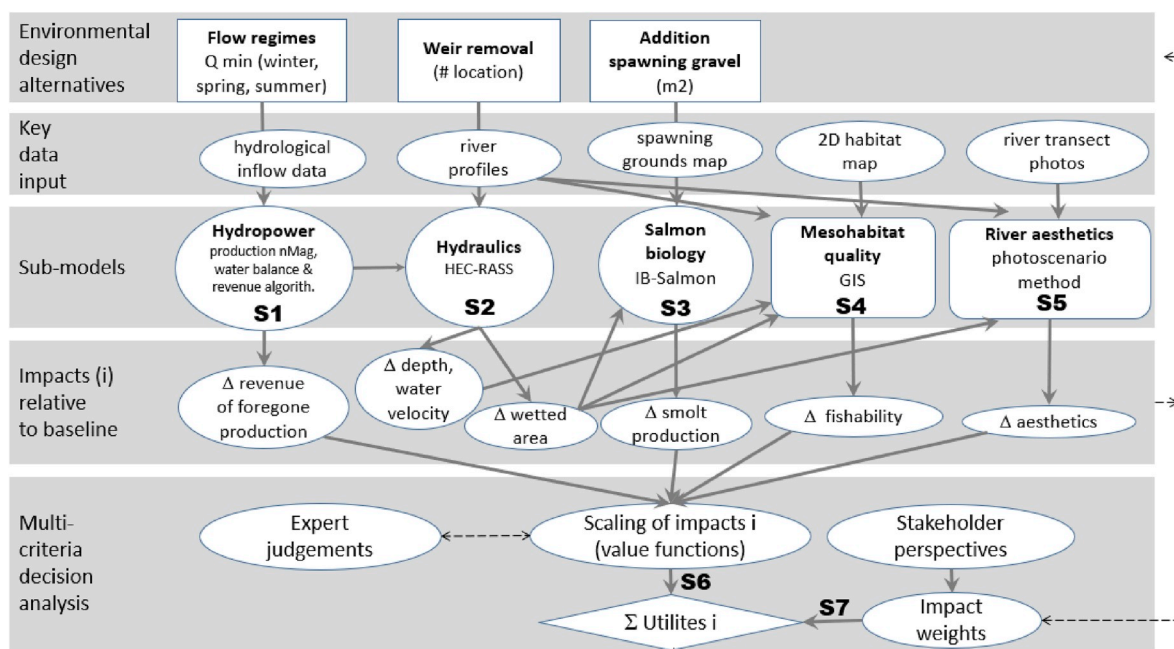 Environmental
design
alternatives
Flow regimes
Q min (winter,
spring, summer)
Weir removal
(# location)
Addition
spawning gravel
(m2)
Key
data
input
hydrological
inflow data
river
profiles
spawning
grounds map
2D habitat
map
river transect
photos
Sub-models
Hydropower
production nMag,
water balance &
revenue algorith.
S1
Hydraulics
HEC-RASS
S2
Salmon
biology
IB-Salmon
S3
Mesohabitat
quality
GIS
S4
River aesthetics
photoscenario
method
S5
Impacts (i)
relative
to baseline
Δ revenue
of foregone
production
Δ depth,
water
velocity
Δ wetted
area
Δ smolt
production
Δ fishability
Δ aesthetics
Multi-
criteria
decision
analysis
Expert
judgements
Scaling of impacts i
(value functions)
Stakeholder
perspectives
S6
Σ Utilites i
S7
Impact
weights